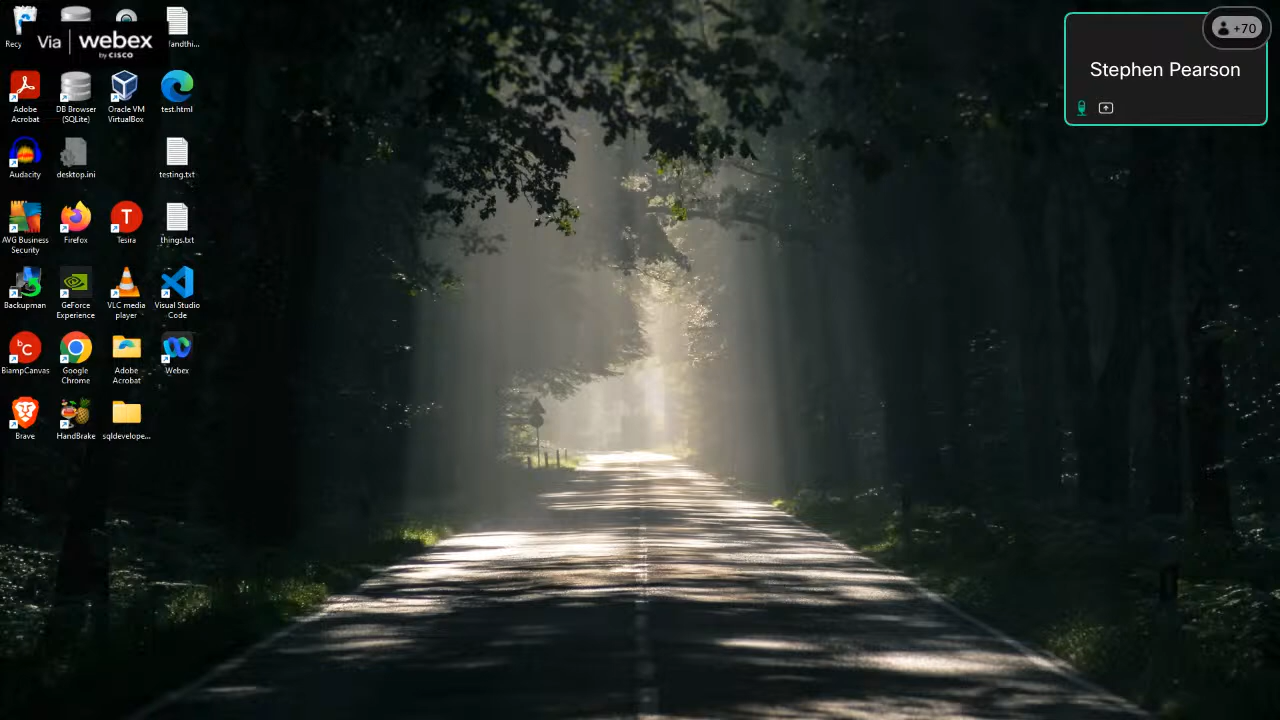 Via webex
by CISCO
+70
Stephen Pearson
Recy
andthi...
Adobe
Acrobat
DB Browser
(SQLite)
Oracle VM
VirtualBox
test.html
Audacity
desktop.ini
testing.txt
AVG Business
Security
Firefox
Tesira
things.txt
Backupman
GeForce
Experience
VLC media
player
Visual Studio
Code
BiampCanvas
Google
Chrome
Adobe
Acrobat
Webex
Brave
HandBrake
sqldevelope...